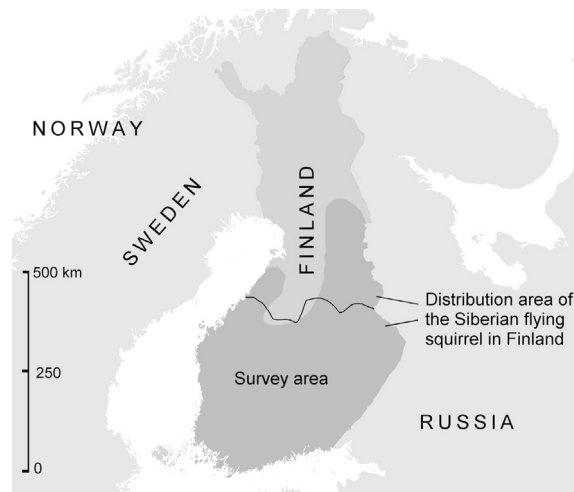 NORWAY
SWEDEN
FINLAND
500 km
Distribution area of
the Siberian flying
squirrel in Finland
250
Survey area
RUSSIA
0